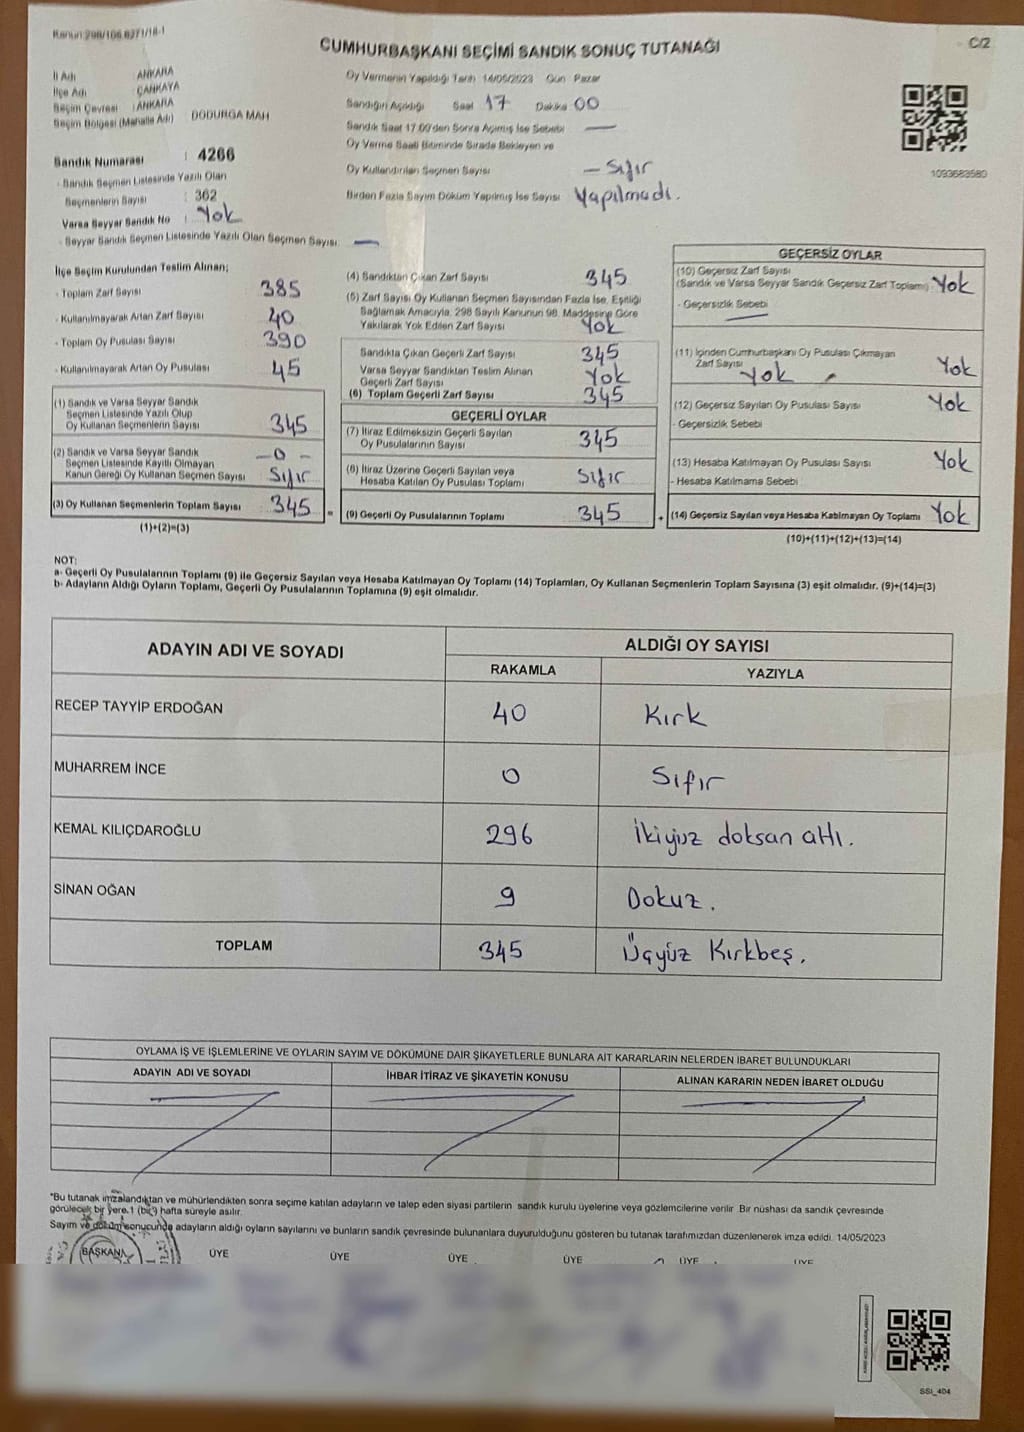 Kanun:298/106.6271/18-1
C/2
CUMHURBAŞKANI SEÇİMİ SANDIK SONUÇ TUTANAĞI
İl Adı : ANKARA
İlçe Adı : ÇANKAYA
Seçim Çevresi : ANKARA
Seçim Bölgesi (Mahalle Adı) DODURGA MAH
Sandık Numarası : 4266
- Sandık Seçmen Listesinde Yazılı Olan
Seçmenlerin Sayısı : 362
Varsa Seyyar Sandık No : Yok
- Seyyar Sandık Seçmen Listesinde Yazılı Olan Seçmen Sayısı: —
Oy Vermenin Yapıldığı Tarih 14/05/2023 Gün Pazar
Sandığın Açıldığı Saat 17 Dakika 00
Sandık Saat 17:00'den Sonra Açılmış İse Sebebi —
Oy Verme Saati Bitiminde Sırada Bekleyen ve
Oy Kullandırılan Seçmen Sayısı – Sıfır
Birden Fazla Sayım Döküm Yapılmış İse Sayısı Yapılmadı.
1093683580
İlçe Seçim Kurulundan Teslim Alınan;
- Toplam Zarf Sayısı 385
- Kullanılmayarak Artan Zarf Sayısı 40
- Toplam Oy Pusulası Sayısı 390
- Kullanılmayarak Artan Oy Pusulası 45
(1) Sandık ve Varsa Seyyar Sandık
Seçmen Listesinde Yazılı Olup
Oy Kullanan Seçmenlerin Sayısı 345
(2) Sandık ve Varsa Seyyar Sandık
Seçmen Listesinde Kayıtlı Olmayan
Kanun Gereği Oy Kullanan Seçmen Sayısı –0– Sıfır
(3) Oy Kullanan Seçmenlerin Toplam Sayısı 345 =
(1)+(2)=(3)
(4) Sandıktan Çıkan Zarf Sayısı 345
(5) Zarf Sayısı Oy Kullanan Seçmen Sayısından Fazla İse, Eşitliği
Sağlamak Amacıyla, 298 Sayılı Kanunun 98. Maddesine Göre
Yakılarak Yok Edilen Zarf Sayısı Yok
Sandıkta Çıkan Geçerli Zarf Sayısı 345
Varsa Seyyar Sandıktan Teslim Alınan
Geçerli Zarf Sayısı Yok
(6) Toplam Geçerli Zarf Sayısı 345
GEÇERLİ OYLAR
(7) İtiraz Edilmeksizin Geçerli Sayılan
Oy Pusulalarının Sayısı 345
(8) İtiraz Üzerine Geçerli Sayılan veya
Hesaba Katılan Oy Pusulası Toplamı Sıfır
(9) Geçerli Oy Pusulalarının Toplamı 345 +
GEÇERSİZ OYLAR
(10) Geçersiz Zarf Sayısı
(Sandık ve Varsa Seyyar Sandık Geçersiz Zarf Toplamı) Yok
- Geçersizlik Sebebi
—
(11) İçinden Cumhurbaşkanı Oy Pusulası Çıkmayan
Zarf Sayısı Yok Yok
(12) Geçersiz Sayılan Oy Pusulası Sayısı Yok
- Geçersizlik Sebebi
(13) Hesaba Katılmayan Oy Pusulası Sayısı Yok
- Hesaba Katılmama Sebebi
(14) Geçersiz Sayılan veya Hesaba Katılmayan Oy Toplamı Yok
(10)+(11)+(12)+(13)=(14)
NOT:
a- Geçerli Oy Pusulalarının Toplamı (9) ile Geçersiz Sayılan veya Hesaba Katılmayan Oy Toplamı (14) Toplamları, Oy Kullanan Seçmenlerin Toplam Sayısına (3) eşit olmalıdır. (9)+(14)=(3)
b- Adayların Aldığı Oyların Toplamı, Geçerli Oy Pusulalarının Toplamına (9) eşit olmalıdır.
ADAYIN ADI VE SOYADI ALDIĞI OY SAYISI
RAKAMLA YAZIYLA
RECEP TAYYİP ERDOĞAN 40 Kırk
MUHARREM İNCE 0 Sıfır
KEMAL KILIÇDAROĞLU 296 İkiyüz doksan altı.
SİNAN OĞAN 9 Dokuz.
TOPLAM 345 Üçyüz Kırkbeş.
OYLAMA İŞ VE İŞLEMLERİNE VE OYLARIN SAYIM VE DÖKÜMÜNE DAİR ŞİKAYETLERLE BUNLARA AİT KARARLARIN NELERDEN İBARET BULUNDUKLARI
ADAYIN ADI VE SOYADI İHBAR İTİRAZ VE ŞİKAYETİN KONUSU ALINAN KARARIN NEDEN İBARET OLDUĞU
*Bu tutanak imzalandıktan ve mühürlendikten sonra seçime katılan adayların ve talep eden siyasi partilerin sandık kurulu üyelerine veya gözlemcilerine verilir. Bir nüshası da sandık çevresinde
görülecek bir yere 1 (bir) hafta süreyle asılır.
Sayım ve döküm sonucunda adayların aldığı oyların sayılarını ve bunların sandık çevresinde bulunanlara duyurulduğunu gösteren bu tutanak tarafımızdan düzenlenerek imza edildi. 14/05/2023
BAŞKAN ÜYE ÜYE ÜYE ÜYE ÜYE ÜYE
SSI_404